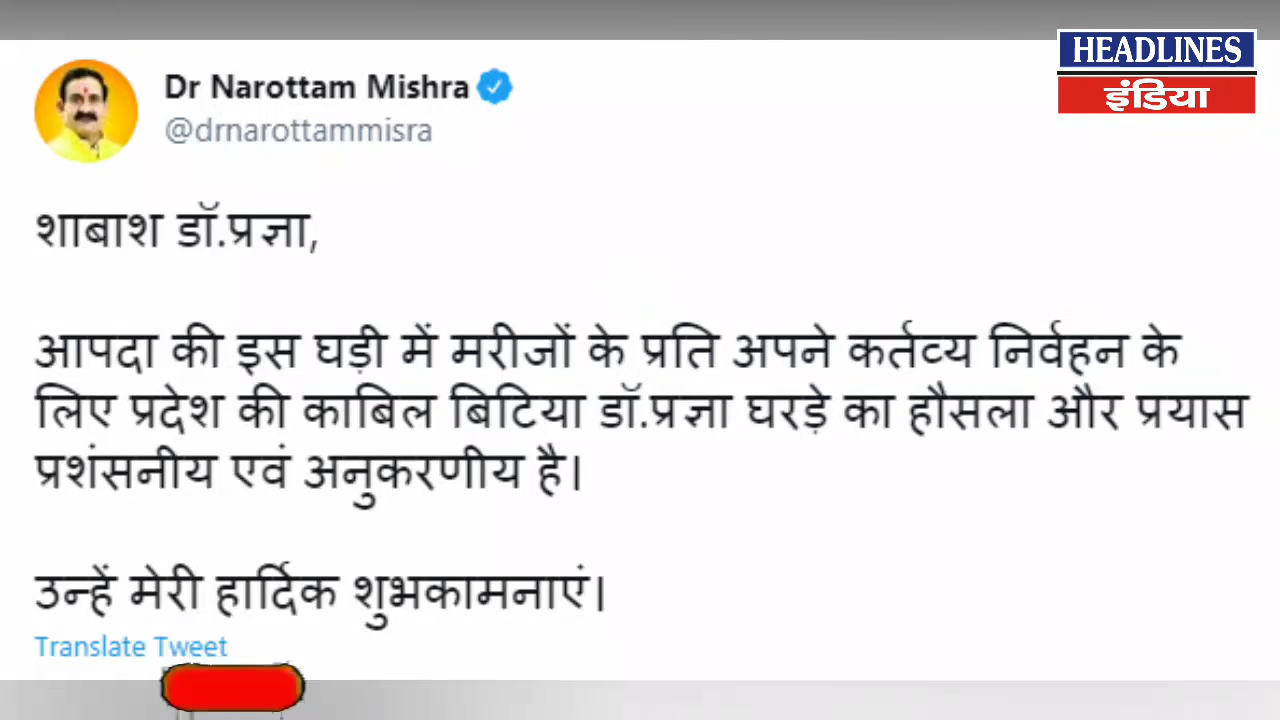 HEADLINES
इंडिया
Dr Narottam Mishra
@drnarottammisra
शाबाश डॉ.प्रज्ञा,
आपदा की इस घड़ी में मरीजों के प्रति अपने कर्तव्य निर्वहन के
लिए प्रदेश की काबिल बिटिया डॉ.प्रज्ञा घरड़े का हौसला और प्रयास
प्रशंसनीय एवं अनुकरणीय है।
उन्हें मेरी हार्दिक शुभकामनाएं।
Translate Tweet